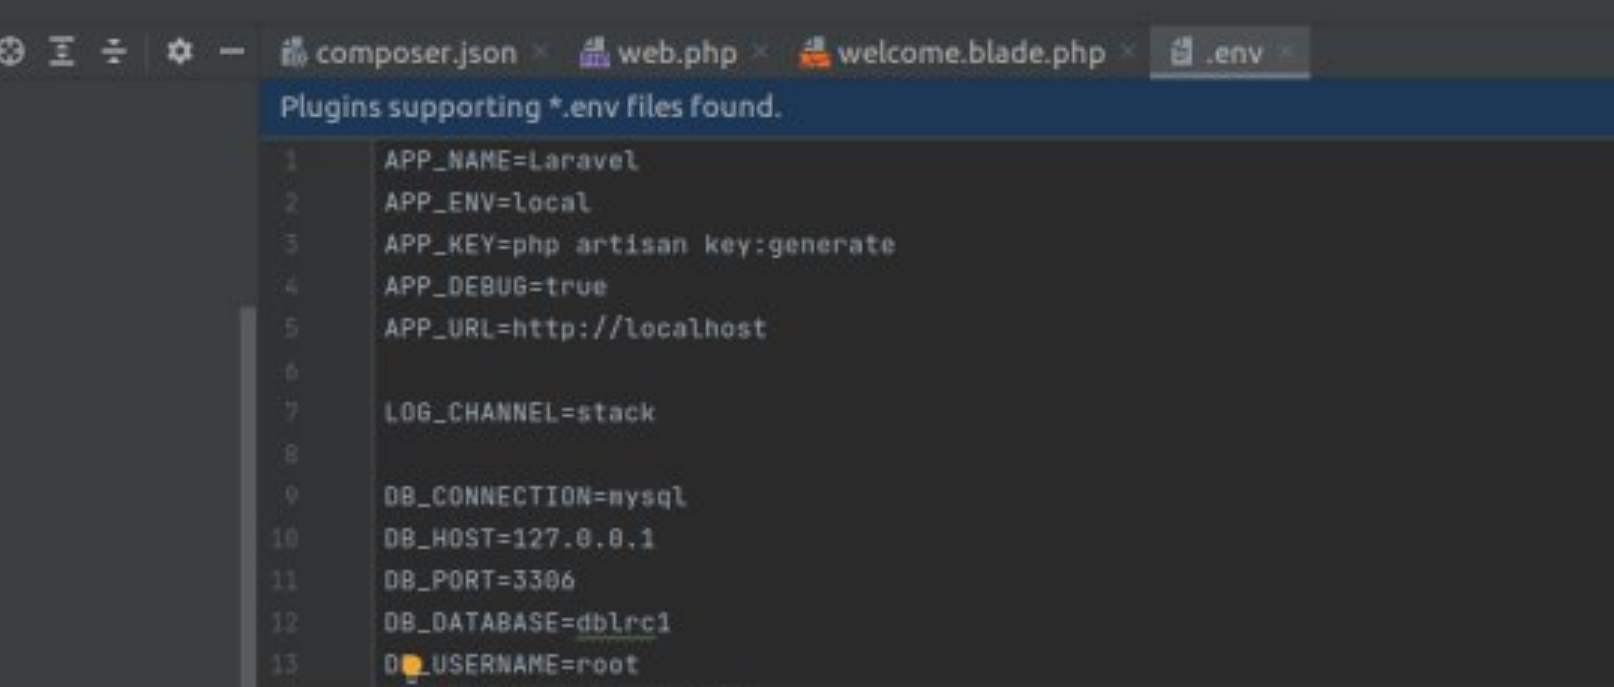 composer.json web.php welcome.blade.php .env
Plugins supporting *.env files found.
1 APP_NAME=Laravel
2 APP_ENV=local
3 APP_KEY=php artisan key:generate
4 APP_DEBUG=true
5 APP_URL=http://localhost
6
7 LOG_CHANNEL=stack
8
9 DB_CONNECTION=mysql
10 DB_HOST=127.0.0.1
11 DB_PORT=3306
12 DB_DATABASE=dblrc1
13 DB_USERNAME=root